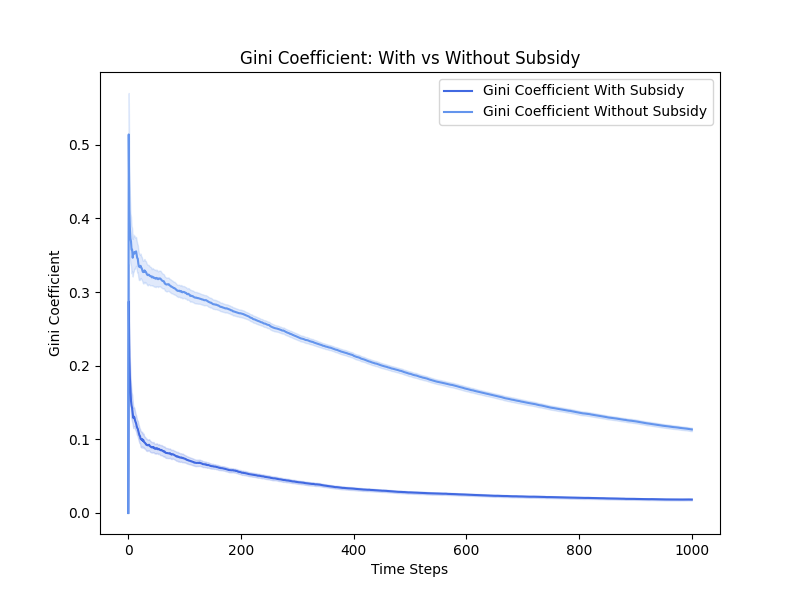 Gini Coefficient: With vs Without Subsidy
Gini Coefficient With Subsidy
Gini Coefficient Without Subsidy
Gini Coefficient
0.5
0.4
0.3
0.2
0.1
0.0
0 200 400 600 800 1000
Time Steps